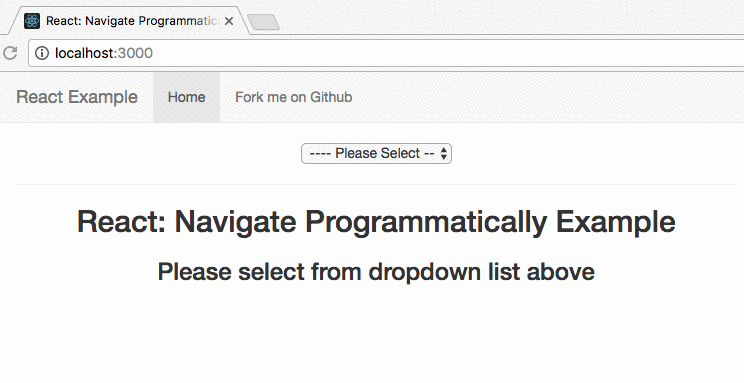 React: Navigate Programmatic
localhost:3000
React Example Home Fork me on Github
---- Please Select --
React: Navigate Programmatically Example
Please select from dropdown list above